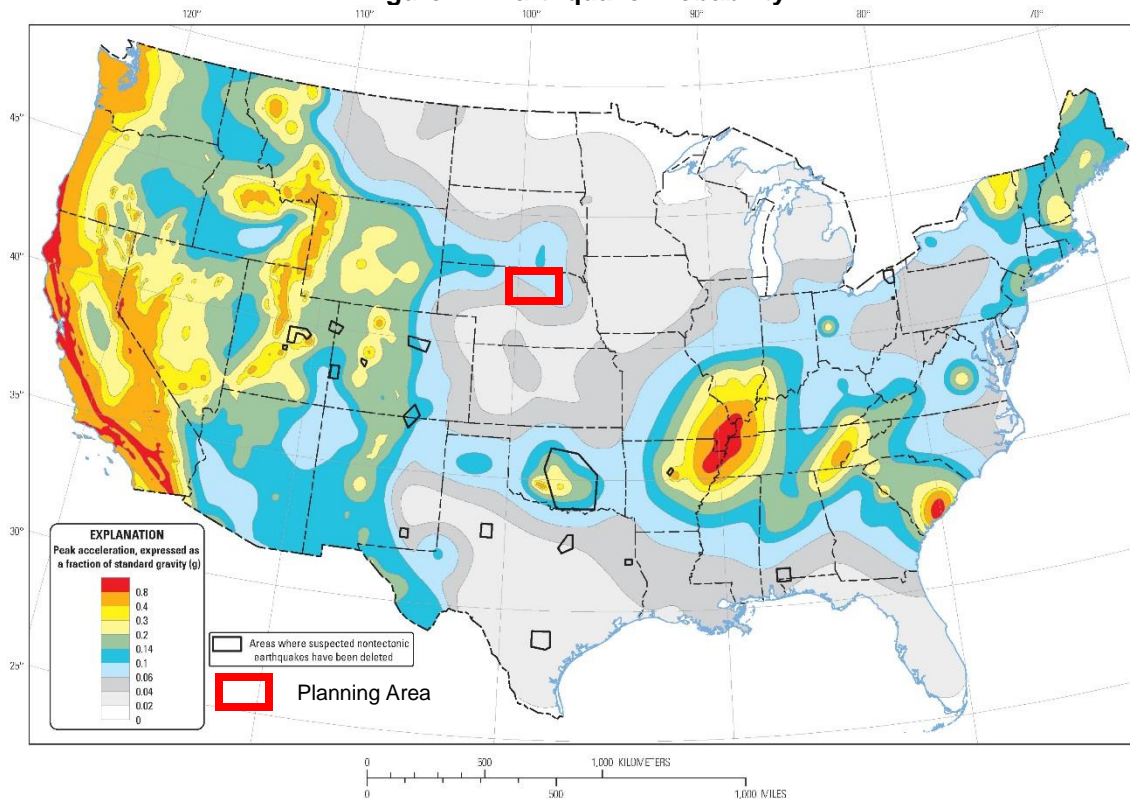 Figure Earthquake Probability
120° 110° 100° 90° 80° 70°
45°
40°
35°
30°
25°
EXPLANATION
Peak acceleration, expressed as
a fraction of standard gravity (g)
0.8
0.4
0.3
0.2
0.14
0.1
0.06
0.04
0.02
0
Areas where suspected nontectonic
earthquakes have been deleted
Planning Area
0 500 1,000 KILOMETERS
0 500 1,000 MILES